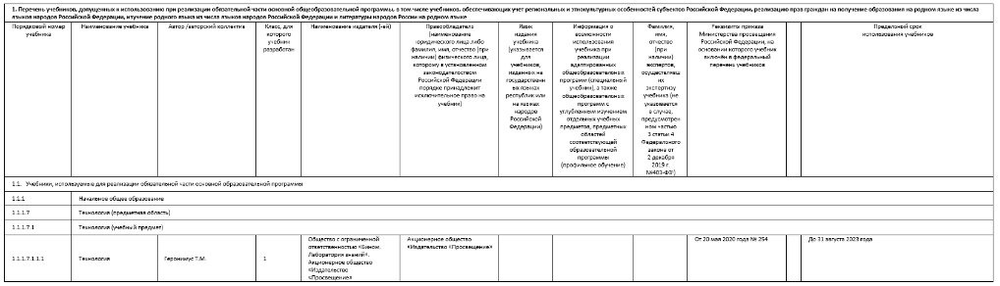 1. Перечень учебников, допущенных к использованию при реализации обязательной части основной общеобразовательной программы, в том числе учебников, обеспечивающих учет региональных и этнокультурных особенностей субъектов Российской Федерации, реализацию прав граждан на получение образования на родном языке из числа
языков народов Российской Федерации, изучение родного языка из числа языков народов Российской Федерации и литературы народов России на родном языке
Порядковый номер
учебника
Наименование учебника
Автор /авторский коллектив
Класс, для
которого
учебник
разработан
Наименование издателя (-ей)
Правообладатель
(наименование
юридического лица либо
фамилия, имя, отчество (при
наличии) физического лица,
которому в установленном
законодательством
Российской Федерации
порядке принадлежит
исключительное право на
учебник)
Язык
издания
учебника
(указывается
для
учебников,
изданных на
государственн
ых языках
республик или
на языках
народов
Российской
Федерации)
Информация о
возможности
использования
учебника при
реализации
адаптированных
общеобразовательных
программ (специальный
учебник), а также
общеобразовательных
программ с
углубленным изучением
отдельных учебных
предметов, предметных
областей
соответствующей
образовательной
программы
(профильное обучение)
Фамилия,
имя,
отчество
(при
наличии)
экспертов,
осуществляющ
их
экспертизу
учебника (не
указывается
в случае,
предусмотрен
ном частью
3 статьи 4
Федерального
закона от
2 декабря
2019 г.
№403-ФЗ)
Реквизиты приказа
Министерства просвещения
Российской Федерации, на
основании которого учебник
включён в федеральный
перечень учебников
Предельный срок
использования учебников
1.1. Учебники, используемые для реализации обязательной части основной образовательной программы
1.1.1
Начальное общее образование
1.1.1.7
Технология (предметная область)
1.1.1.7.1
Технология (учебный предмет)
1.1.1.7.1.1.1
Технология
Геронимус Т.М.
1
Общество с ограниченной
ответственностью «Бином.
Лаборатория знаний».
Акционерное общество
«Издательство
«Просвещение»
Акционерное общество
«Издательство «Просвещение»
От 20 мая 2020 года № 254
До 31 августа 2023 года